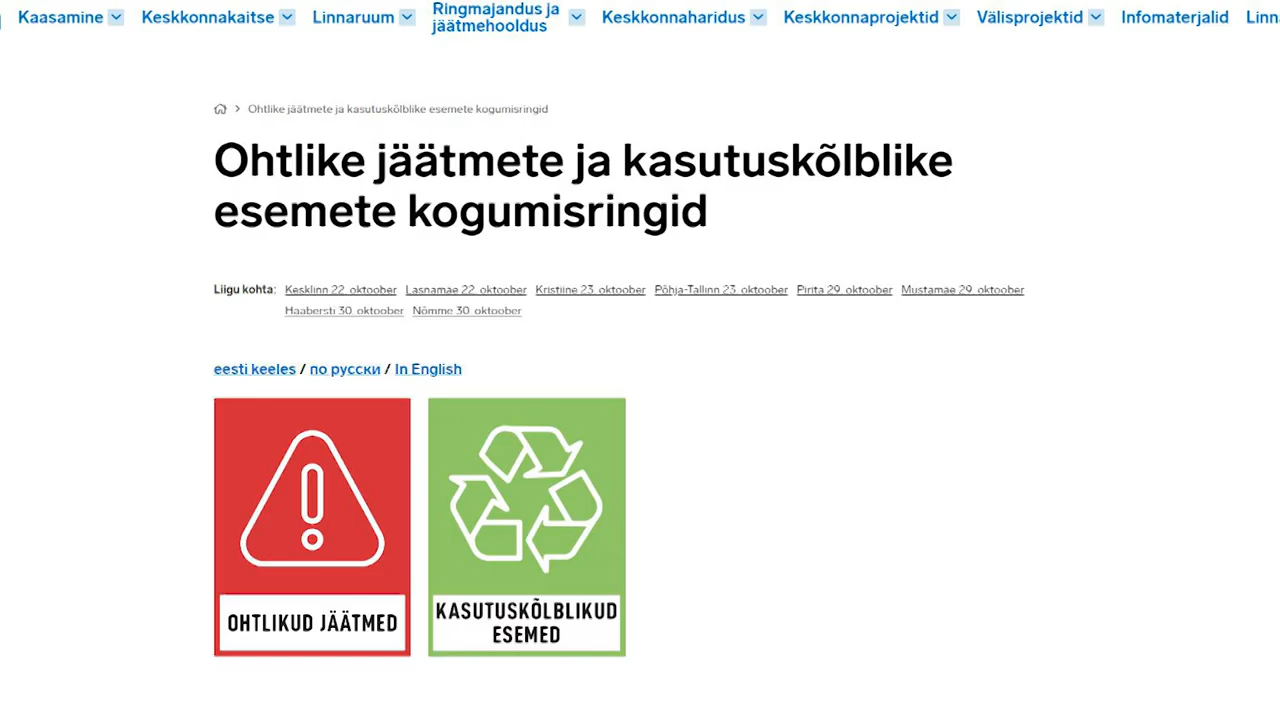 Kaasamine Keskkonnakaitse Linnaruum Ringmajandus ja jäätmehooldus Keskkonnaharidus Keskkonnaprojektid Välisprojektid Infomaterjalid
Ohtlike jäätmete ja kasutuskõlblike esemete kogumisringid
Ohtlike jäätmete ja kasutuskõlblike
esemete kogumisringid
Liigu kohta: Kesklinn 22. oktoober Lasnamäe 22. oktoober Kristiine 23. oktoober Põhja-Tallinn 23. oktoober Pirita 29. oktoober Mustamäe 29. oktoober
Haabersti 30. oktoober Nõmme 30. oktoober
eesti keeles / по русски / In English
OHTLIKUD JÄÄTMED
KASUTUSKÕLBLIKUD
ESEMED